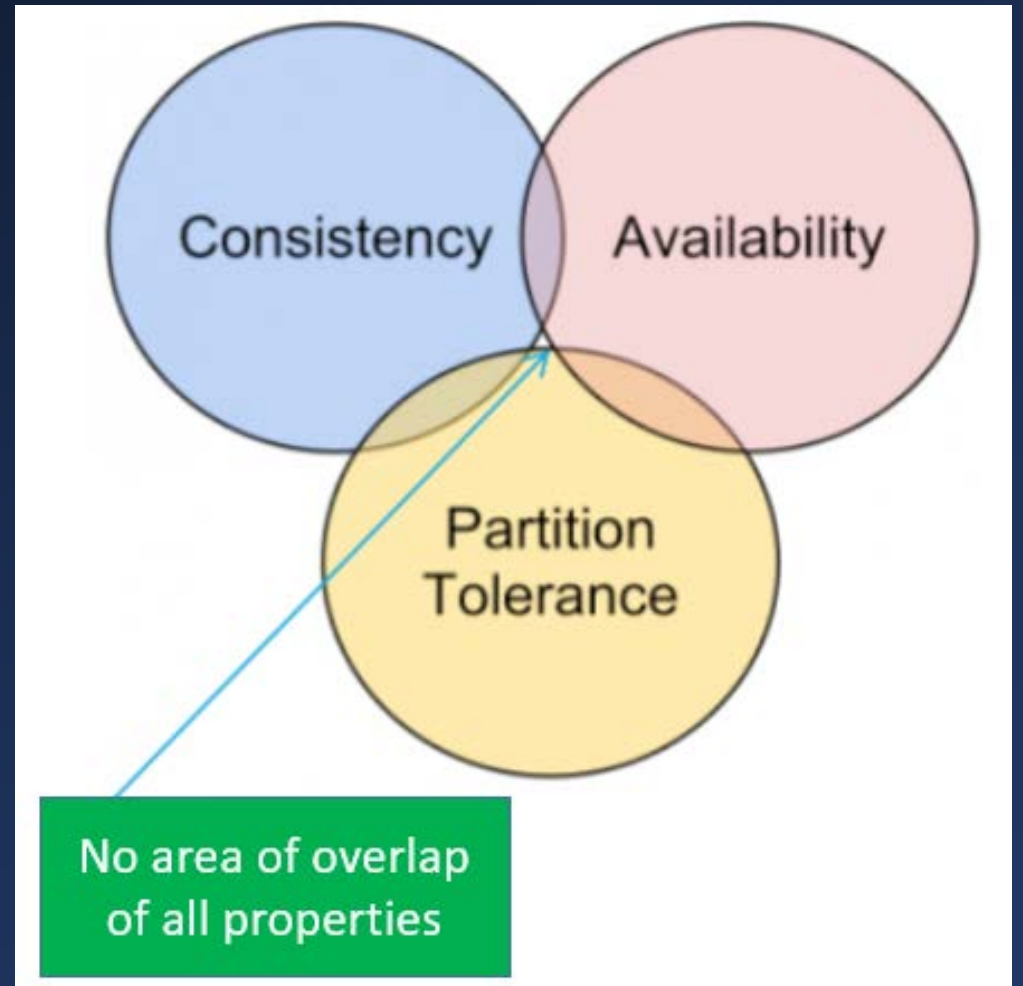 Consistency
Availability
Partition
Tolerance
No area of overlap
of all properties